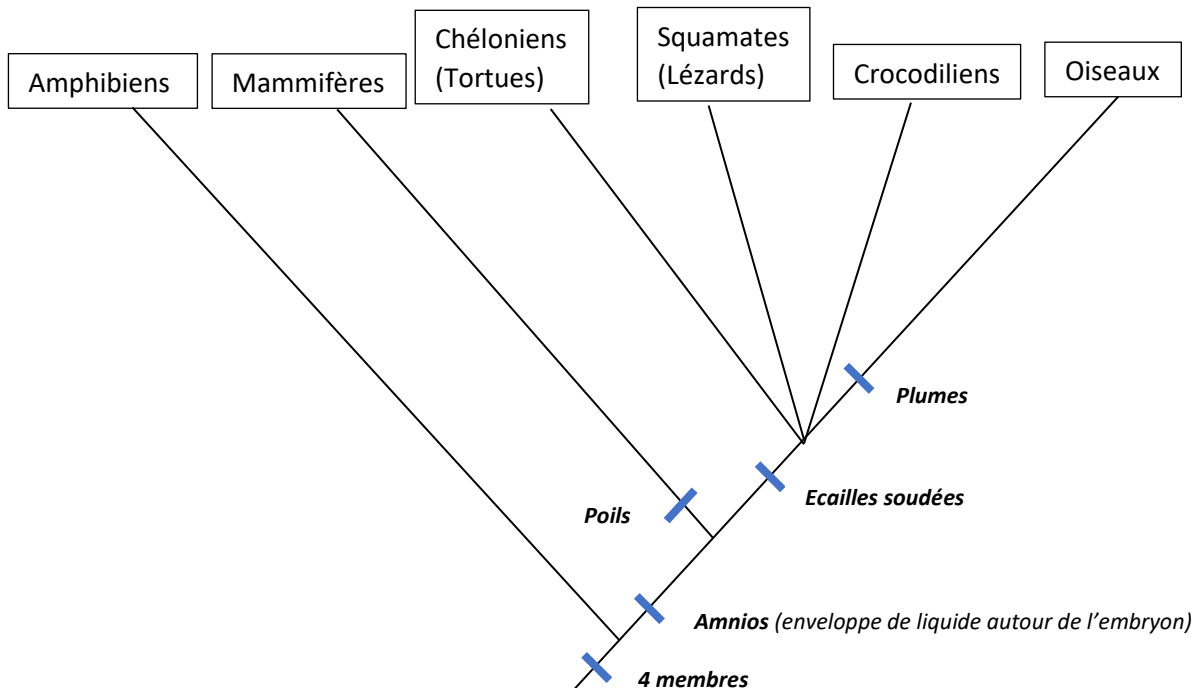 Amphibiens
Mammifères
Chéloniens
(Tortues)
Squamates
(Lézards)
Crocodiliens
Oiseaux
Plumes
Ecailles soudées
Poils
Amnios (enveloppe de liquide autour de l’embryon)
4 membres